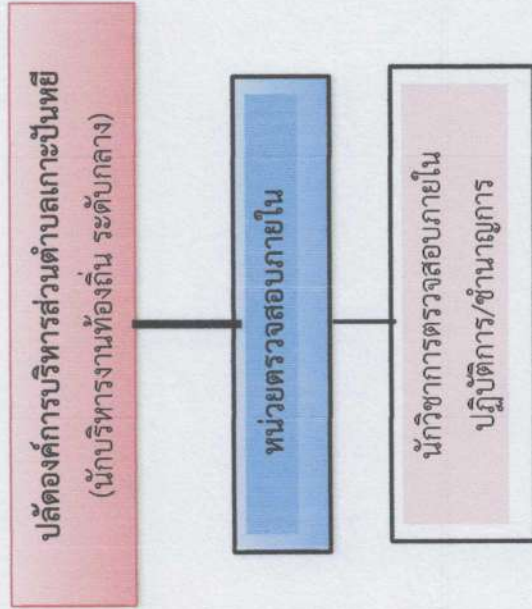 ปลัดองค์การบริหารส่วนตำบลเกาะปันหยี
(นักบริหารงานท้องถิ่น ระดับกลาง)
หน่วยตรวจสอบภายใน
นักวิชาการตรวจสอบภายใน
ปฏิบัติการ/ชำนาญการ